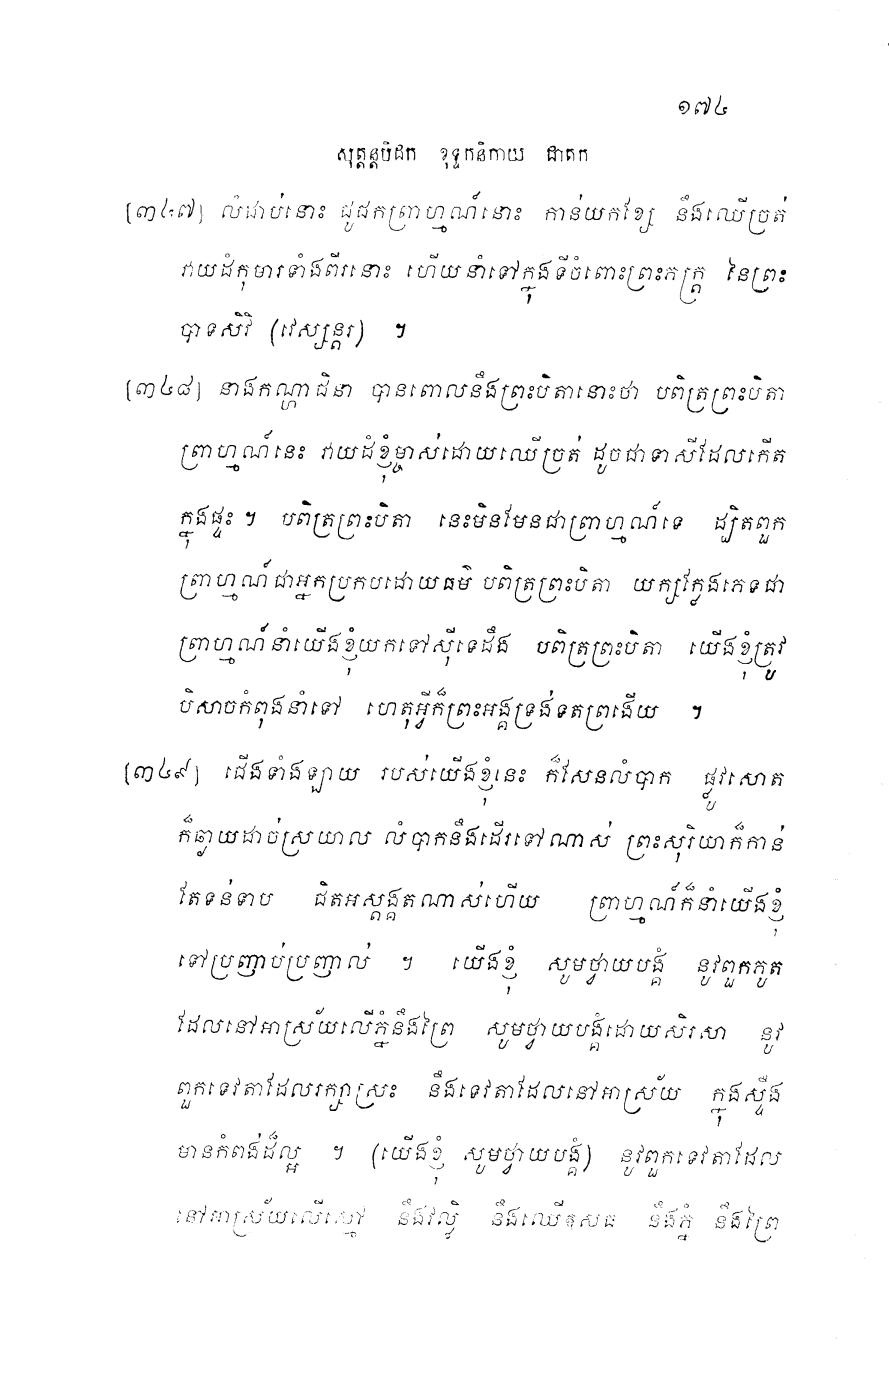 ១៧៤
សុត្តន្តបិដក ខុទ្ទកនិកាយ ជាតក
[៣៤៧] លំដាប់នោះ ជូជកព្រាហ្មណ៍នោះ កាន់យកខ្សែ នឹងឈើច្រត់
វាយដំកុមារទាំងពីរនោះ ហើយនាំទៅក្នុងទីចំពោះព្រះភក្ត្រ នៃព្រះ
បាទសិវិ (វេស្សន្តរ) ។
[៣៤៨] នាងកណ្ហាជិនា បានពោលនឹងព្រះបិតានោះថា បពិត្រព្រះបិតា
ព្រាហ្មណ៍នេះ វាយដំខ្ញុំម្ចាស់ដោយឈើច្រត់ ដូចជាទាសីដែលកើត
ក្នុងផ្ទះ ។ បពិត្រព្រះបិតា នេះមិនមែនជាព្រាហ្មណ៍ទេ ដ្បិតពួក
ព្រាហ្មណ៍ជាអ្នកប្រកបដោយធម៌ បពិត្រព្រះបិតា យក្សក្លែងភេទជា
ព្រាហ្មណ៍នាំយើងខ្ញុំយកទៅស៊ីទេដឹង បពិត្រព្រះបិតា យើងខ្ញុំត្រូវ
បិសាចកំពុងនាំទៅ ហេតុអ្វីក៏ព្រះអង្គទ្រង់ទតព្រងើយ ។
[៣៤៩] ជើងទាំងឡាយ របស់យើងខ្ញុំនេះ ក៏សែនលំបាក ផ្លូវសោត
ក៏ឆ្ងាយដាច់ស្រយាល លំបាកនឹងដើរទៅណាស់ ព្រះសុរិយាក៏កាន់
តែទន់ទាប ជិតអស្តង្គតណាស់ហើយ ព្រាហ្មណ៍ក៏នាំយើងខ្ញុំ
ទៅប្រញាប់ប្រញាល់ ។ យើងខ្ញុំ សូមថ្វាយបង្គំ នូវពួកភូត
ដែលនៅអាស្រ័យលើភ្នំនឹងព្រៃ សូមថ្វាយបង្គំដោយសិរសា នូវ
ពួកទេវតាដែលរក្សាស្រះ នឹងទេវតាដែលនៅអាស្រ័យ ក្នុងស្ទឹង
មានកំពង់ដ៏ល្អ ។ (យើងខ្ញុំ សូមថ្វាយបង្គំ) នូវពួកទេវតាដែល
នៅអាស្រ័យលើស្មៅ នឹងវល្លិ នឹងឈើឱសធ នឹងភ្នំ នឹងព្រៃ